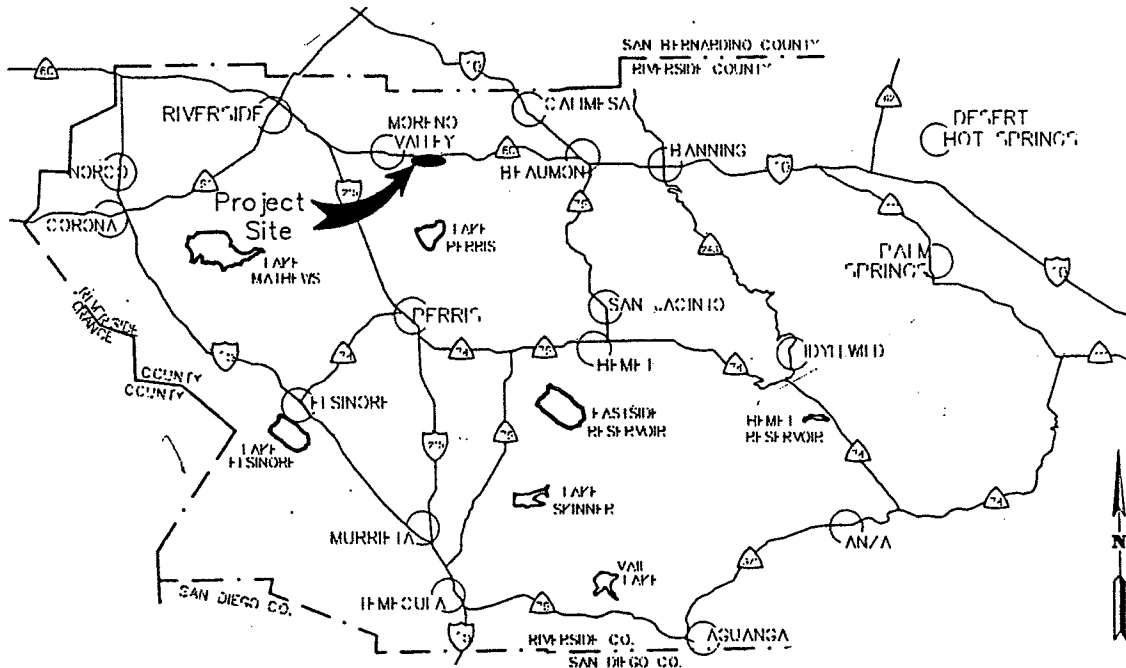 SAN BERNARDINO COUNTY
RIVERSIDE COUNTY
60
10
RIVERSIDE
CALIMESA
MORENO
VALLEY
60
DESERT
HOT SPRINGS
NORCO
BEAUMONT
BANNING
10
Project
Site
CORONA
LAKE
PERRIS
LAKE
MATHEWS
PALM
SPRINGS
10
RIVERSIDE
ORANGE
COUNTY
COUNTY
PERRIS
SAN JACINTO
74
HEMET
IDYLLWILD
74
ELSINORE
EASTSIDE
RESERVOIR
HEMET
RESERVOIR
LAKE
ELSINORE
74
LAKE
SKINNER
74
MURRIETA
ANZA
N
VAIL
LAKE
SAN DIEGO CO.
TEMECULA
AGUANGA
RIVERSIDE CO.
SAN DIEGO CO.